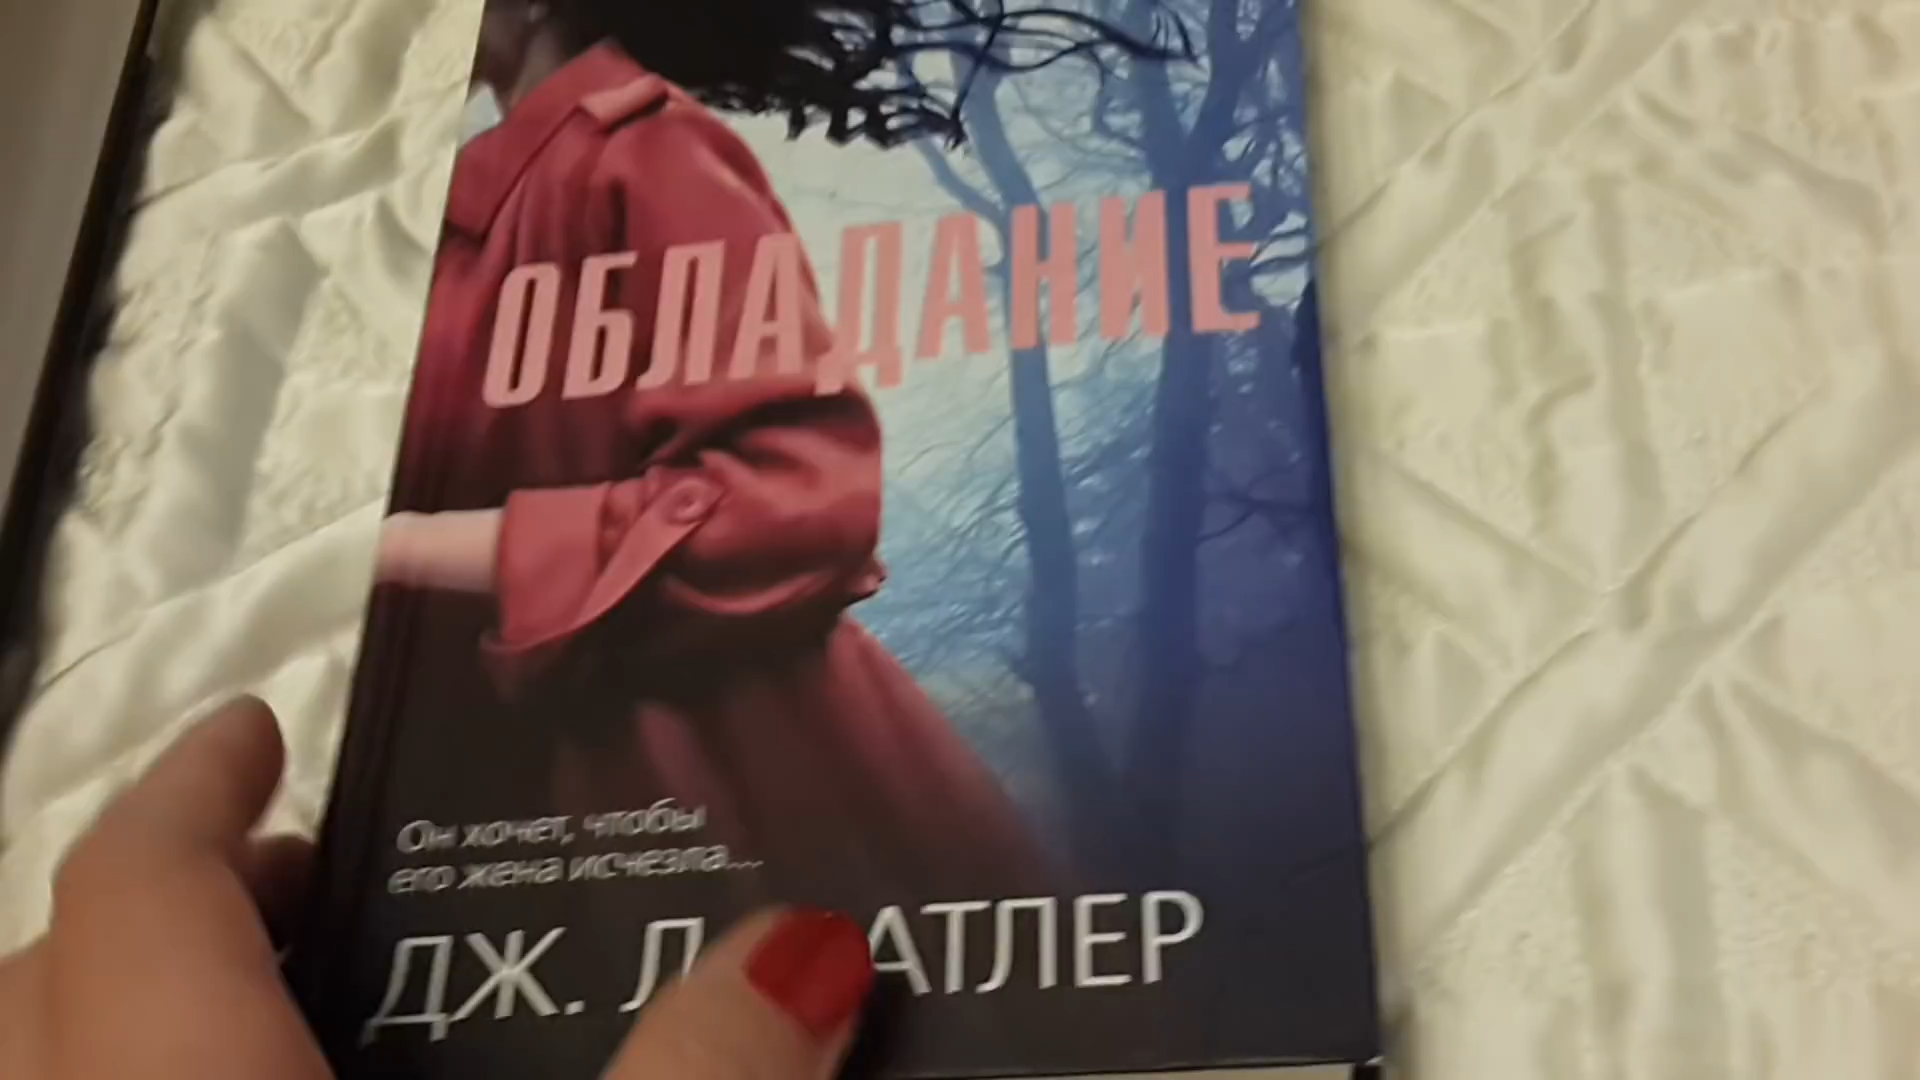 ОБЛАДАНИЕ
Он хочет, чтобы
его жена исчезла...
ДЖ. Л. АТЛЕР